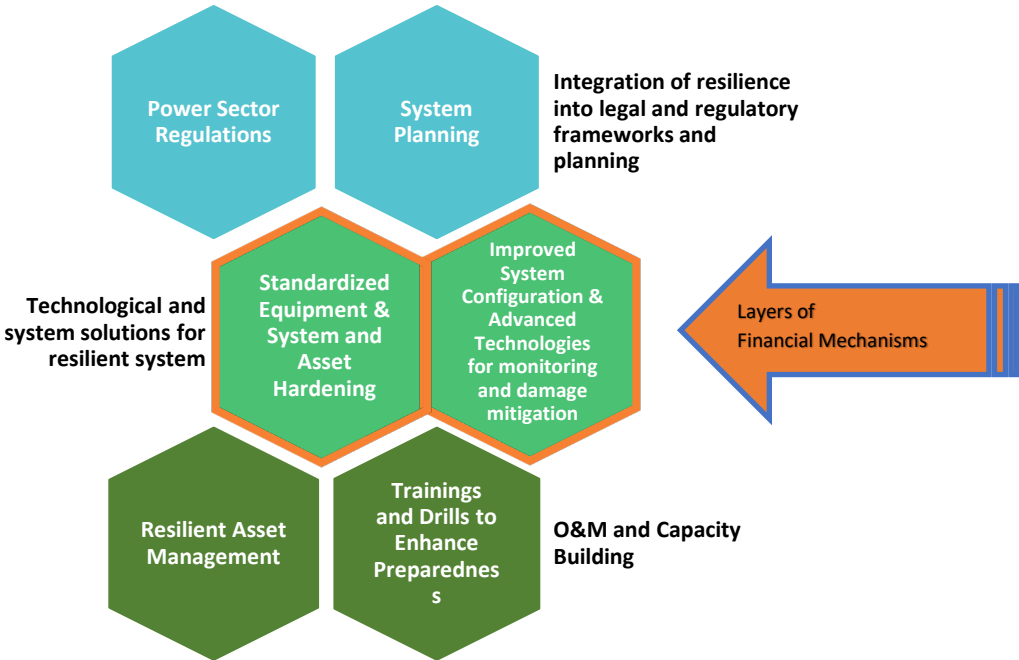 Power Sector
Regulations
System
Planning
Integration of resilience
into legal and regulatory
frameworks and
planning
Technological and
system solutions for
resilient system
Standardized
Equipment &
System and
Asset
Hardening
Improved
System
Configuration &
Advanced
Technologies
for monitoring
and damage
mitigation
Layers of
Financial Mechanisms
Resilient Asset
Management
Trainings
and Drills to
Enhance
Preparednes
s
O&M and Capacity
Building